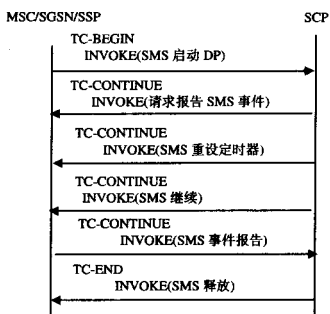 MSC/SGSN/SSP SCP
TC-BEGIN
INVOKE(SMS 启动 DP)
TC-CONTINUE
INVOKE(请求报告 SMS 事件)
TC-CONTINUE
INVOKE(SMS 重设定时器)
TC-CONTINUE
INVOKE(SMS 继续)
TC-CONTINUE
INVOKE(SMS 事件报告)
TC-END
INVOKE(SMS 释放)